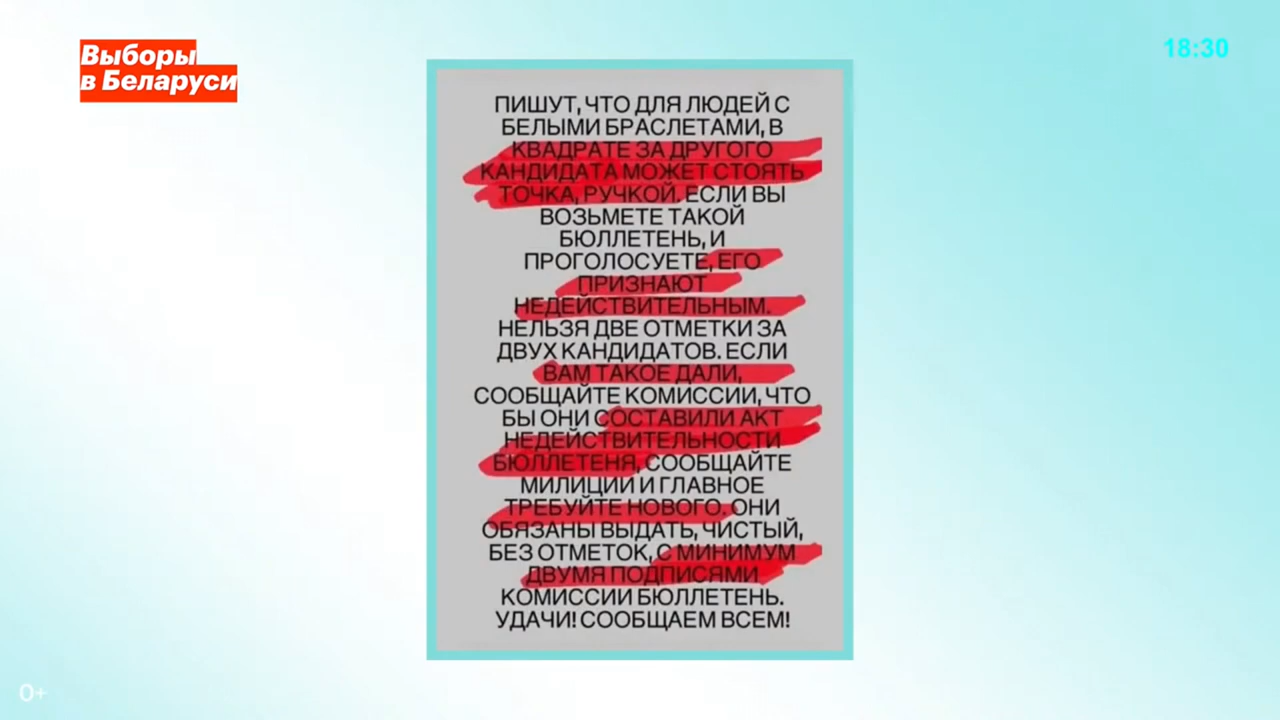 Выборы
в Беларуси
18:30
ПИШУТ, ЧТО ДЛЯ ЛЮДЕЙ С
БЕЛЫМИ БРАСЛЕТАМИ, В
КВАДРАТЕ ЗА ДРУГОГО
КАНДИДАТА МОЖЕТ СТОЯТЬ
ТОЧКА, РУЧКОЙ. ЕСЛИ ВЫ
ВОЗЬМЕТЕ ТАКОЙ
БЮЛЛЕТЕНЬ, И
ПРОГОЛОСУЕТЕ, ЕГО
ПРИЗНАЮТ
НЕДЕЙСТВИТЕЛЬНЫМ.
НЕЛЬЗЯ ДВЕ ОТМЕТКИ ЗА
ДВУХ КАНДИДАТОВ. ЕСЛИ
ВАМ ТАКОЕ ДАЛИ,
СООБЩАЙТЕ КОМИССИИ, ЧТО
БЫ ОНИ СОСТАВИЛИ АКТ
НЕДЕЙСТВИТЕЛЬНОСТИ
БЮЛЛЕТЕНЯ, СООБЩАЙТЕ
МИЛИЦИИ И ГЛАВНОЕ
ТРЕБУЙТЕ НОВОГО. ОНИ
ОБЯЗАНЫ ВЫДАТЬ, ЧИСТЫЙ,
БЕЗ ОТМЕТОК, С МИНИМУМ
ДВУМЯ ПОДПИСЯМИ
КОМИССИИ БЮЛЛЕТЕНЬ.
УДАЧИ! СООБЩАЕМ ВСЕМ!
0+